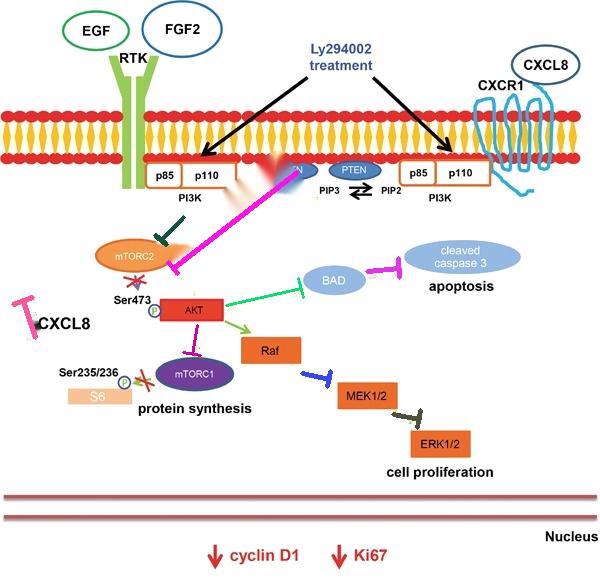 EGF
FGF2
RTK
Ly294002
treatment
CXCL8
CXCR1
p85
p110
PI3K
PTEN
PIP3
PIP2
p85
p110
PI3K
mTORC2
Ser473
P
AKT
BAD
cleaved
caspase 3
apoptosis
CXCL8
Raf
Ser235/236
P
S6
mTORC1
protein synthesis
MEK1/2
ERK1/2
cell proliferation
Nucleus
cyclin D1
Ki67